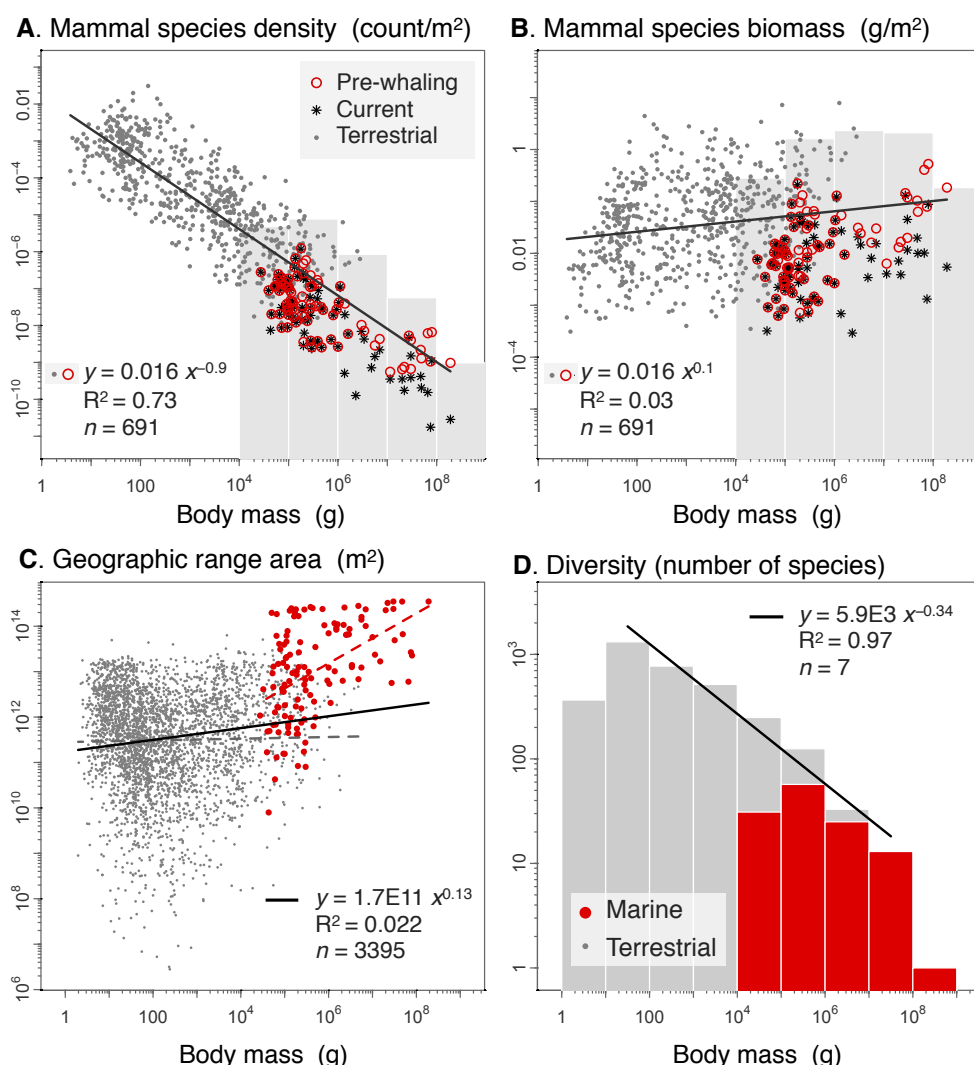 A. Mammal species density (count/m²)
Pre-whaling
Current
Terrestrial
0.01
10⁻⁴
10⁻⁶
10⁻⁸
10⁻¹⁰
y = 0.016 x⁻⁰·⁹
R² = 0.73
n = 691
1 100 10⁴ 10⁶ 10⁸
Body mass (g)
B. Mammal species biomass (g/m²)
1
0.01
10⁻⁴
y = 0.016 x⁰·¹
R² = 0.03
n = 691
1 100 10⁴ 10⁶ 10⁸
Body mass (g)
C. Geographic range area (m²)
10¹⁴
10¹²
10¹⁰
10⁸
10⁶
y = 1.7E11 x⁰·¹³
R² = 0.022
n = 3395
1 100 10⁴ 10⁶ 10⁸
Body mass (g)
D. Diversity (number of species)
y = 5.9E3 x⁻⁰·³⁴
R² = 0.97
n = 7
10³
100
10
1
Marine
Terrestrial
1 100 10⁴ 10⁶ 10⁸
Body mass (g)